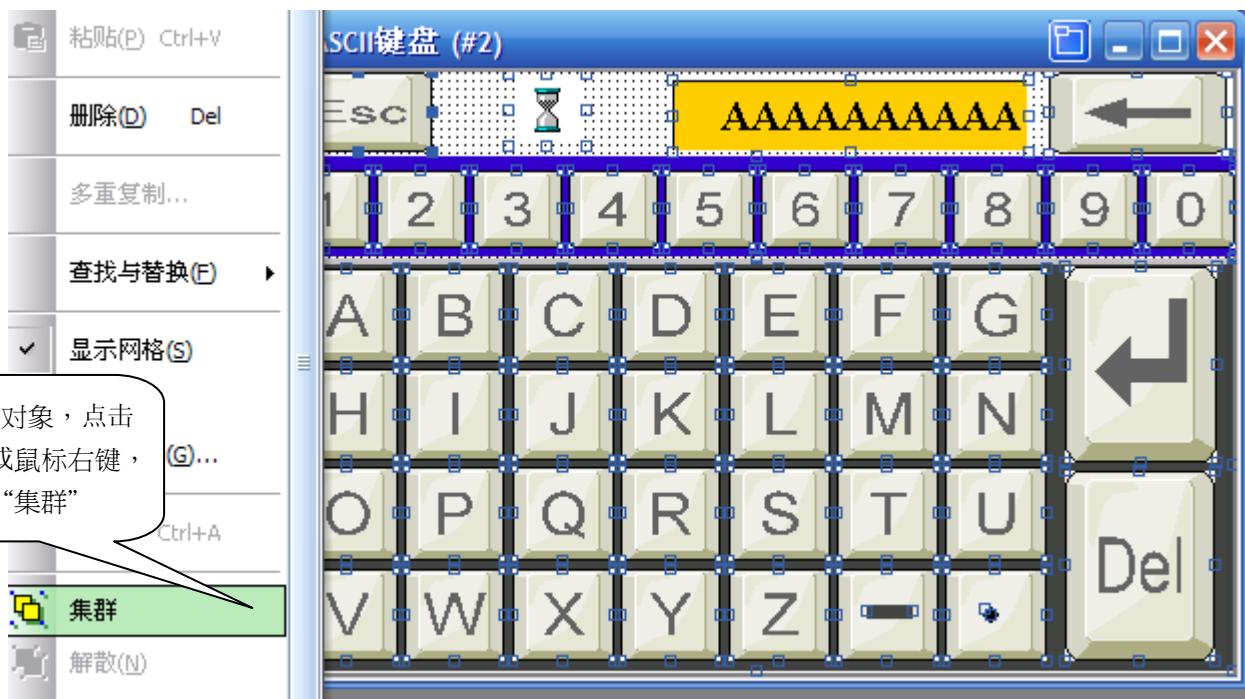 粘贴(P) Ctrl+V
删除(D) Del
多重复制...
查找与替换(F)
显示网格(S)
(G)...
Ctrl+A
集群
解散(N)
对象，点击
或鼠标右键，
“集群”
ASCII键盘 (#2)
Esc AAAAAAAAAA
1 2 3 4 5 6 7 8 9 0
A B C D E F G
H I J K L M N
O P Q R S T U
Del
V W X Y Z